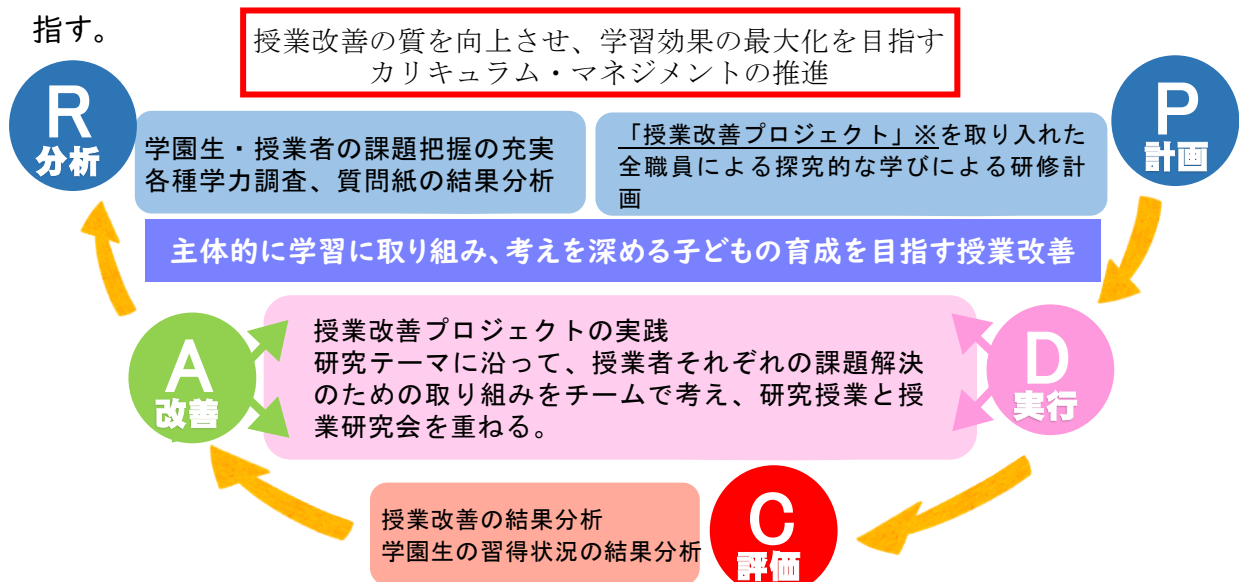 指す。
授業改善の質を向上させ、学習効果の最大化を目指す
カリキュラム・マネジメントの推進
R
分析
学園生・授業者の課題把握の充実
各種学力調査、質問紙の結果分析
「授業改善プロジェクト」※を取り入れた
全職員による探究的な学びによる研修計
画
P
計画
主体的に学習に取り組み、考えを深める子どもの育成を目指す授業改善
A
改善
授業改善プロジェクトの実践
研究テーマに沿って、授業者それぞれの課題解決
のための取り組みをチームで考え、研究授業と授
業研究会を重ねる。
D
実行
授業改善の結果分析
学園生の習得状況の結果分析
C
評価